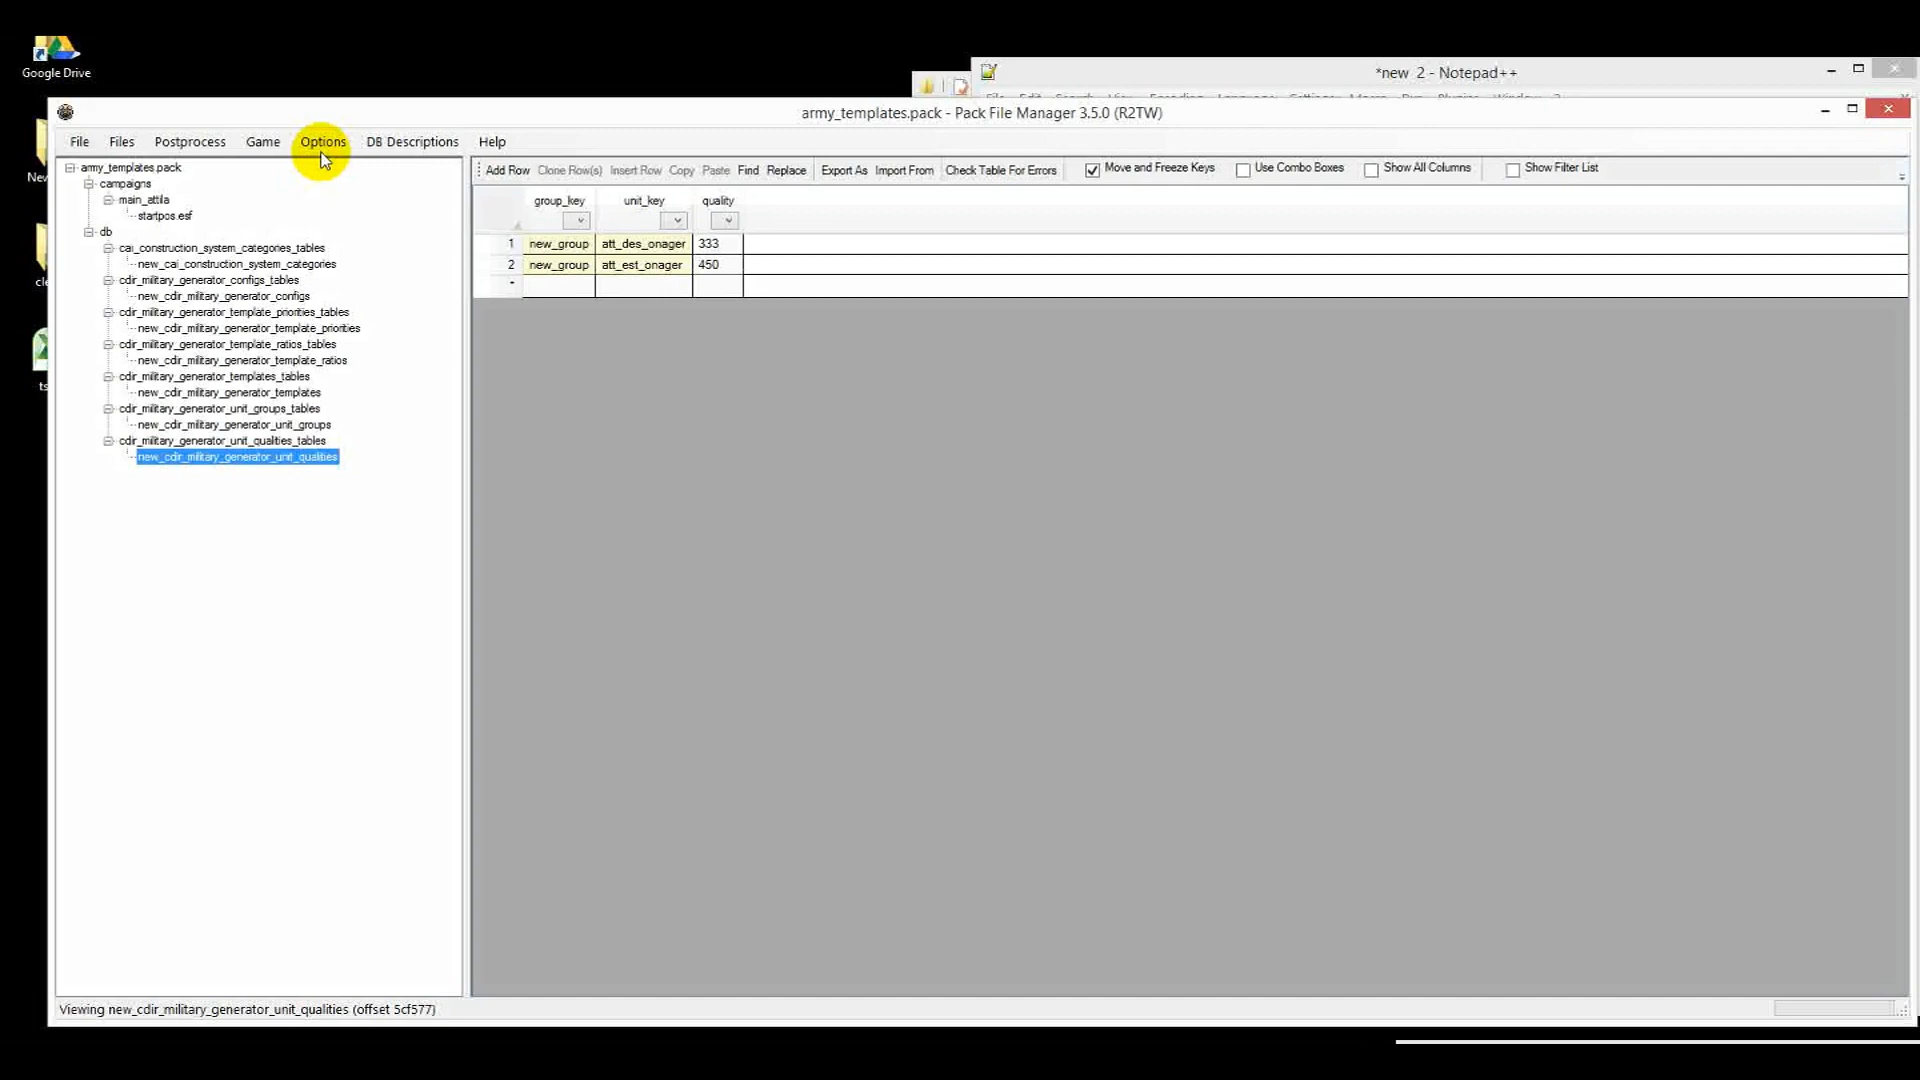 Google Drive
*new  2 - Notepad++
army_templates.pack - Pack File Manager 3.5.0 (R2TW)
File Files Postprocess Game Options DB Descriptions Help
New
cle
ts
army_templates.pack
campaigns
main_attila
startpos.esf
db
cai_construction_system_categories_tables
new_cai_construction_system_categories
cdir_military_generator_configs_tables
new_cdir_military_generator_configs
cdir_military_generator_template_priorities_tables
new_cdir_military_generator_template_priorities
cdir_military_generator_template_ratios_tables
new_cdir_military_generator_template_ratios
cdir_military_generator_templates_tables
new_cdir_military_generator_templates
cdir_military_generator_unit_groups_tables
new_cdir_military_generator_unit_groups
cdir_military_generator_unit_qualities_tables
new_cdir_military_generator_unit_qualities
Add Row Clone Row(s) Insert Row Copy Paste Find Replace Export As Import From Check Table For Errors Move and Freeze Keys Use Combo Boxes Show All Columns Show Filter List
group_key unit_key quality
1 new_group att_des_onager 333
2 new_group att_est_onager 450
Viewing new_cdir_military_generator_unit_qualities (offset 5cf577)